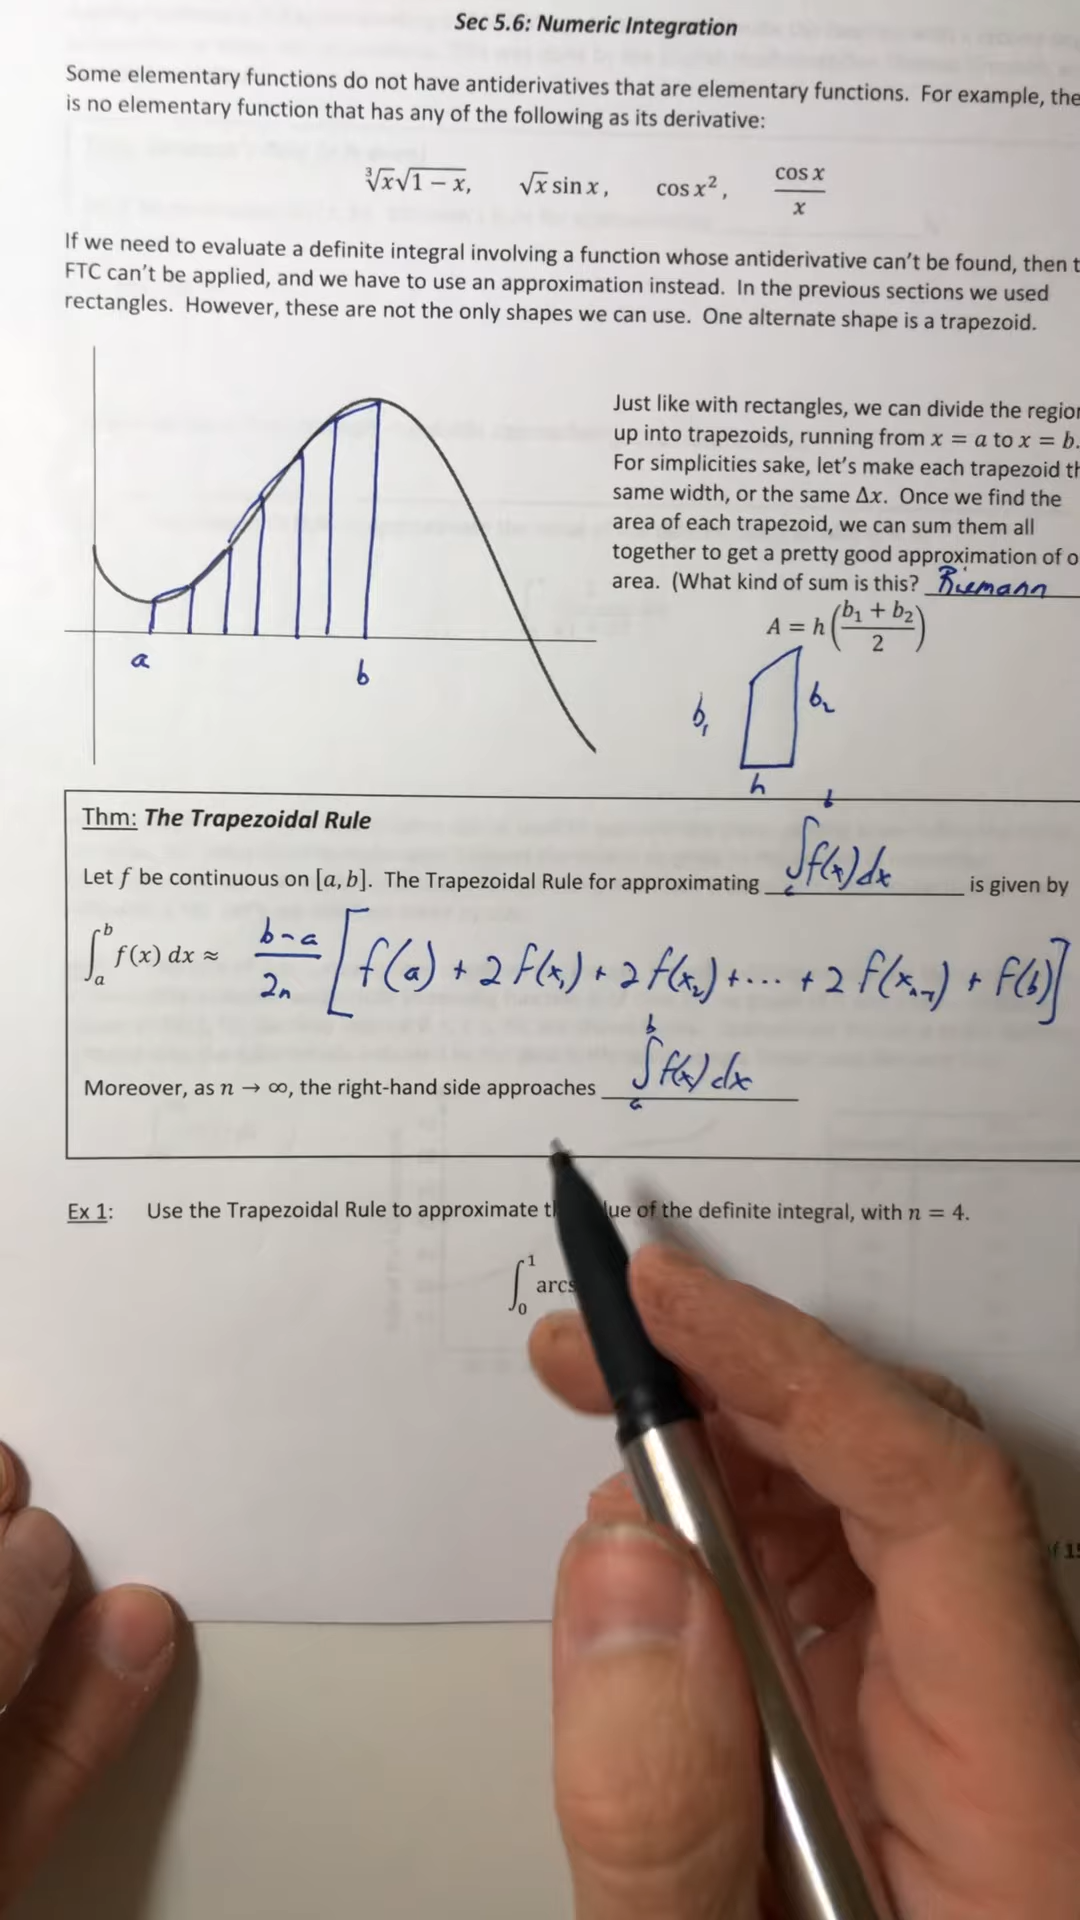 Sec 5.6: Numeric Integration
Some elementary functions do not have antiderivatives that are elementary functions. For example, the
is no elementary function that has any of the following as its derivative:
∛x√1 − x, √x sin x, cos x², cos x / x
If we need to evaluate a definite integral involving a function whose antiderivative can't be found, then t
FTC can't be applied, and we have to use an approximation instead. In the previous sections we used
rectangles. However, these are not the only shapes we can use. One alternate shape is a trapezoid.
Just like with rectangles, we can divide the region
up into trapezoids, running from x = a to x = b.
For simplicities sake, let's make each trapezoid th
same width, or the same Δx. Once we find the
area of each trapezoid, we can sum them all
together to get a pretty good approximation of o
area. (What kind of sum is this? Riemann
A = h((b₁ + b₂)/2)
a b
b₁ b₂
h
Thm: The Trapezoidal Rule
Let f be continuous on [a, b]. The Trapezoidal Rule for approximating ∫ₐᵇ f(x) dx is given by
∫ₐᵇ f(x) dx ≈ (b-a)/2n [f(a) + 2f(x₁) + 2f(x₂) + ... + 2f(xₙ₋₁) + f(b)]
Moreover, as n → ∞, the right-hand side approaches ∫ₐᵇ f(x) dx
Ex 1: Use the Trapezoidal Rule to approximate t lue of the definite integral, with n = 4.
∫₀¹ arcs
f 15